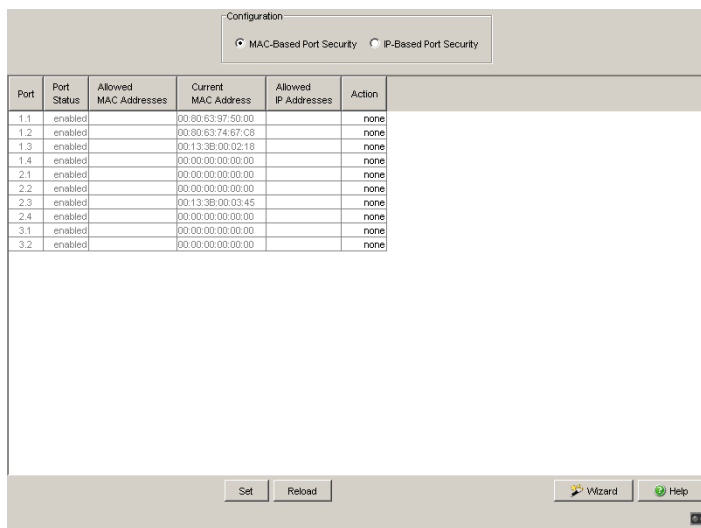 Configuration
MAC-Based Port Security IP-Based Port Security
Port Port Status Allowed MAC Addresses Current MAC Address Allowed IP Addresses Action
1.1 enabled 00:80:63:97:50:00 none
1.2 enabled 00:80:63:74:67:C8 none
1.3 enabled 00:13:3B:00:02:18 none
1.4 enabled 00:00:00:00:00:00 none
2.1 enabled 00:00:00:00:00:00 none
2.2 enabled 00:00:00:00:00:00 none
2.3 enabled 00:13:3B:00:03:45 none
2.4 enabled 00:00:00:00:00:00 none
3.1 enabled 00:00:00:00:00:00 none
3.2 enabled 00:00:00:00:00:00 none
Set Reload Wizard Help